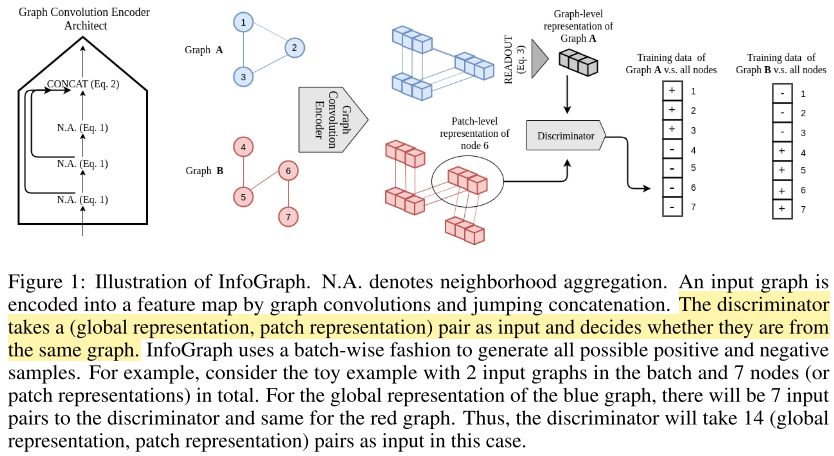 Graph Convolution Encoder
Architect
CONCAT (Eq. 2)
N.A. (Eq. 1)
N.A. (Eq. 1)
N.A. (Eq. 1)
Graph A
1
2
3
Graph B
4
5
6
7
Graph
Convolution
Encoder
READOUT
(Eq. 3)
Graph-level
representation of
Graph A
Patch-level
representation of
node 6
Discriminator
Training data of
Graph A v.s. all nodes
+ 1
+ 2
+ 3
- 4
- 5
- 6
- 7
Training data of
Graph B v.s. all nodes
- 1
- 2
- 3
+ 4
+ 5
+ 6
+ 7
Figure 1: Illustration of InfoGraph. N.A. denotes neighborhood aggregation. An input graph is
encoded into a feature map by graph convolutions and jumping concatenation. The discriminator
takes a (global representation, patch representation) pair as input and decides whether they are from
the same graph. InfoGraph uses a batch-wise fashion to generate all possible positive and negative
samples. For example, consider the toy example with 2 input graphs in the batch and 7 nodes (or
patch representations) in total. For the global representation of the blue graph, there will be 7 input
pairs to the discriminator and same for the red graph. Thus, the discriminator will take 14 (global
representation, patch representation) pairs as input in this case.